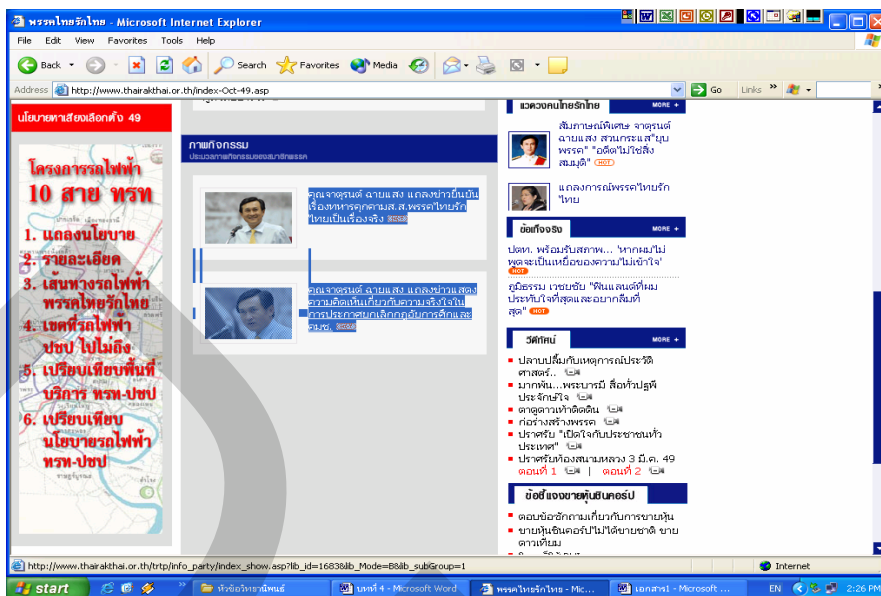 พรรคไทยรักไทย - Microsoft Internet Explorer
File Edit View Favorites Tools Help
Back Search Favorites Media
Address http://www.thairakthai.or.th/index-Oct-49.asp Go Links
นโยบายหาเสียงเลือกตั้ง 49
โครงการรถไฟฟ้า
10 สาย ทรท
1. แถลงนโยบาย
2. รายละเอียด
3. เส้นทางรถไฟฟ้า
พรรคไทยรักไทย
4. เขตที่รถไฟฟ้า
ปชป ไปไม่ถึง
5. เปรียบเทียบพื้นที่
บริการ ทรท-ปชป
6. เปรียบเทียบ
นโยบายรถไฟฟ้า
ทรท-ปชป
ภาพกิจกรรม
ประมวลภาพกิจกรรมของสมาชิกพรรค
คุณจาตุรนต์ ฉายแสง แถลงข่าวยืนยัน
เรื่องทหารคุกคามส.ส.พรรคไทยรัก
ไทยเป็นเรื่องจริง
คุณจาตุรนต์ ฉายแสง แถลงข่าวแสดง
ความคิดเห็นเกี่ยวกับความจริงใจใน
การประกาศยกเลิกกฎอัยการศึกและ
คมช.
แวดวงคนไทยรักไทย MORE +
สัมภาษณ์พิเศษ จาตุรนต์
ฉายแสง สวนกระแส"ยุบ
พรรค" "อดีตไม่ใช่สิ่ง
สมมุติ" HOT
แถลงการณ์พรรคไทยรัก
ไทย
ข้อเท็จจริง MORE +
ปตท. พร้อมรับสภาพ... 'หากผมไม่
พูดจะเป็นเหยื่อของความไม่เข้าใจ'
HOT
ภูมิธรรม เวชยชัย "ฟินแลนด์ที่ผม
ประทับใจที่สุดและอยากลืมที่
สุด" HOT
วีดีทัศน์ MORE +
ปลาบปลื้มกับเหตุการณ์ประวัติ
ศาสตร์..
มากพ้น...พระบารมี สื่อทั่วปฐพี
ประจักษ์ใจ
ตาดูดาวเท้าติดดิน
ก่อร่างสร้างพรรค
ปราศรัย "เปิดใจกับประชาชนทั่ว
ประเทศ"
ปราศรัยท้องสนามหลวง 3 มี.ค. 49
ตอนที่ 1 | ตอนที่ 2
ข้อชี้แจงขายหุ้นชินคอร์ป
ตอบข้อซักถามเกี่ยวกับการขายหุ้น
ขายหุ้นชินคอร์ปไม่ได้ขายชาติ ขาย
ดาวเทียม
http://www.thairakthai.or.th/trtp/info_party/index_show.asp?lib_id=1683&lib_Mode=B&lib_subGroup=1 Internet
start หัวข้อวิทยานิพนธ์ บทที่ 4 - Microsoft Word พรรคไทยรักไทย - Mic... เอกสาร1 - Microsoft ... EN 2:26 PM